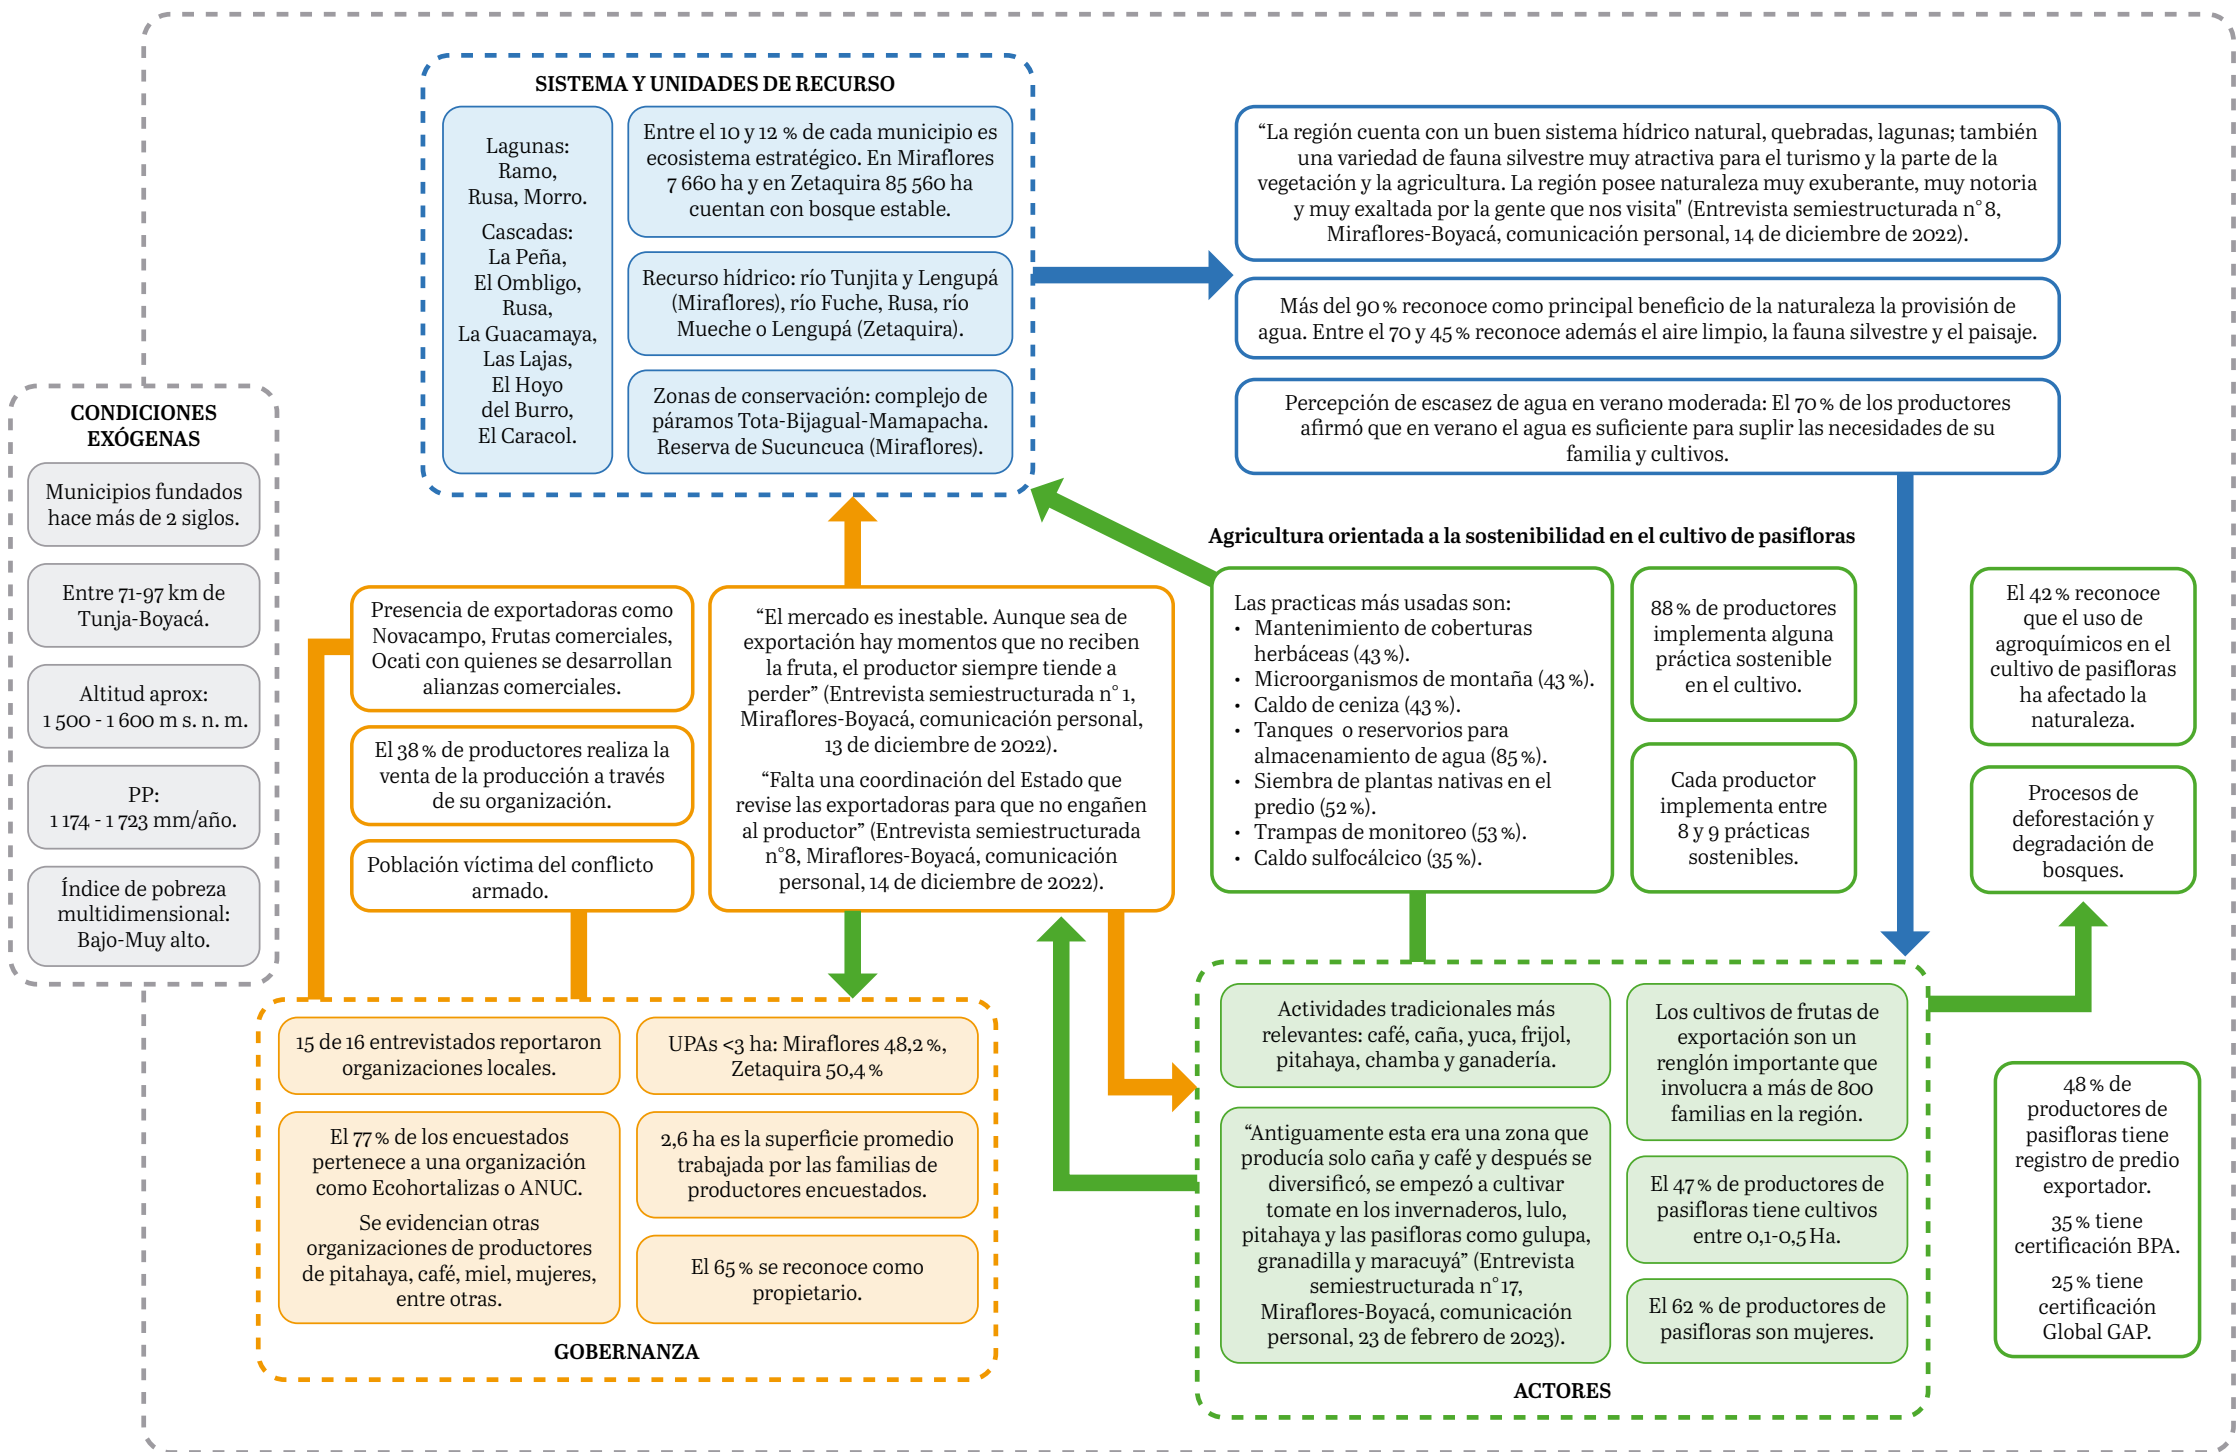 SISTEMA Y UNIDADES DE RECURSO
Lagunas:
Ramo,
Rusa, Morro.
Cascadas:
La Peña,
El Ombligo,
Rusa,
La Guacamaya,
Las Lajas,
El Hoyo
del Burro,
El Caracol.
Entre el 10 y 12 % de cada municipio es
ecosistema estratégico. En Miraflores
7 660 ha y en Zetaquira 85 560 ha
cuentan con bosque estable.
Recurso hídrico: río Tunjita y Lengupá
(Miraflores), río Fuche, Rusa, río
Mueche o Lengupá (Zetaquira).
Zonas de conservación: complejo de
páramos Tota-Bijagual-Mamapacha.
Reserva de Sucuncuca (Miraflores).
“La región cuenta con un buen sistema hídrico natural, quebradas, lagunas; también
una variedad de fauna silvestre muy atractiva para el turismo y la parte de la
vegetación y la agricultura. La región posee naturaleza muy exuberante, muy notoria
y muy exaltada por la gente que nos visita" (Entrevista semiestructurada n° 8,
Miraflores-Boyacá, comunicación personal, 14 de diciembre de 2022).
Más del 90 % reconoce como principal beneficio de la naturaleza la provisión de
agua. Entre el 70 y 45 % reconoce además el aire limpio, la fauna silvestre y el paisaje.
Percepción de escasez de agua en verano moderada: El 70 % de los productores
afirmó que en verano el agua es suficiente para suplir las necesidades de su
familia y cultivos.
CONDICIONES
EXÓGENAS
Municipios fundados
hace más de 2 siglos.
Entre 71-97 km de
Tunja-Boyacá.
Altitud aprox:
1 500 - 1 600 m s. n. m.
PP:
1 174 - 1 723 mm/año.
Índice de pobreza
multidimensional:
Bajo-Muy alto.
Presencia de exportadoras como
Novacampo, Frutas comerciales,
Ocati con quienes se desarrollan
alianzas comerciales.
El 38 % de productores realiza la
venta de la producción a través
de su organización.
Población víctima del conflicto
armado.
“El mercado es inestable. Aunque sea de
exportación hay momentos que no reciben
la fruta, el productor siempre tiende a
perder” (Entrevista semiestructurada n° 1,
Miraflores-Boyacá, comunicación personal,
13 de diciembre de 2022).
“Falta una coordinación del Estado que
revise las exportadoras para que no engañen
al productor” (Entrevista semiestructurada
n°8, Miraflores-Boyacá, comunicación
personal, 14 de diciembre de 2022).
Agricultura orientada a la sostenibilidad en el cultivo de pasifloras
Las practicas más usadas son:
• Mantenimiento de coberturas
herbáceas (43 %).
• Microorganismos de montaña (43 %).
• Caldo de ceniza (43 %).
• Tanques o reservorios para
almacenamiento de agua (85 %).
• Siembra de plantas nativas en el
predio (52 %).
• Trampas de monitoreo (53 %).
• Caldo sulfocálcico (35 %).
88 % de productores
implementa alguna
práctica sostenible
en el cultivo.
Cada productor
implementa entre
8 y 9 prácticas
sostenibles.
El 42 % reconoce
que el uso de
agroquímicos en el
cultivo de pasifloras
ha afectado la
naturaleza.
Procesos de
deforestación y
degradación de
bosques.
15 de 16 entrevistados reportaron
organizaciones locales.
El 77 % de los encuestados
pertenece a una organización
como Ecohortalizas o ANUC.
Se evidencian otras
organizaciones de productores
de pitahaya, café, miel, mujeres,
entre otras.
UPAs <3 ha: Miraflores 48,2 %,
Zetaquira 50,4 %
2,6 ha es la superficie promedio
trabajada por las familias de
productores encuestados.
El 65 % se reconoce como
propietario.
GOBERNANZA
Actividades tradicionales más
relevantes: café, caña, yuca, frijol,
pitahaya, chamba y ganadería.
“Antiguamente esta era una zona que
producía solo caña y café y después se
diversificó, se empezó a cultivar
tomate en los invernaderos, lulo,
pitahaya y las pasifloras como gulupa,
granadilla y maracuyá” (Entrevista
semiestructurada n° 17,
Miraflores-Boyacá, comunicación
personal, 23 de febrero de 2023).
Los cultivos de frutas de
exportación son un
renglón importante que
involucra a más de 800
familias en la región.
El 47 % de productores de
pasifloras tiene cultivos
entre 0,1-0,5 Ha.
El 62 % de productores de
pasifloras son mujeres.
ACTORES
48 % de
productores de
pasifloras tiene
registro de predio
exportador.
35 % tiene
certificación BPA.
25 % tiene
certificación
Global GAP.